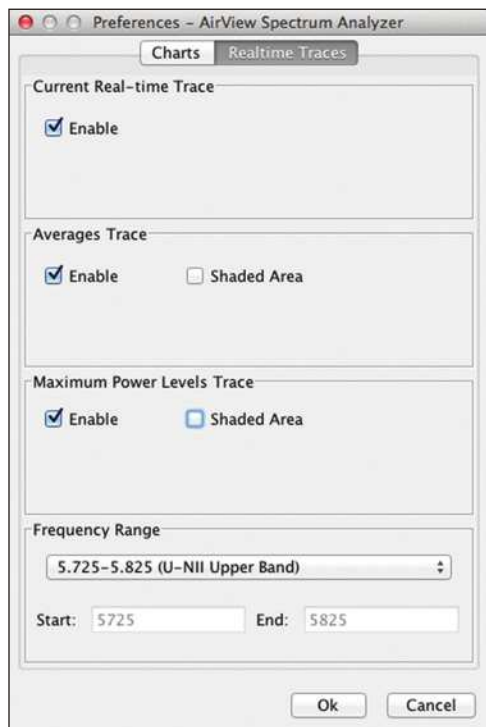 Preferences – AirView Spectrum Analyzer
Charts Realtime Traces
Current Real-time Trace
Enable
Averages Trace
Enable Shaded Area
Maximum Power Levels Trace
Enable Shaded Area
Frequency Range
5.725-5.825 (U-NII Upper Band)
Start: 5725 End: 5825
Ok Cancel